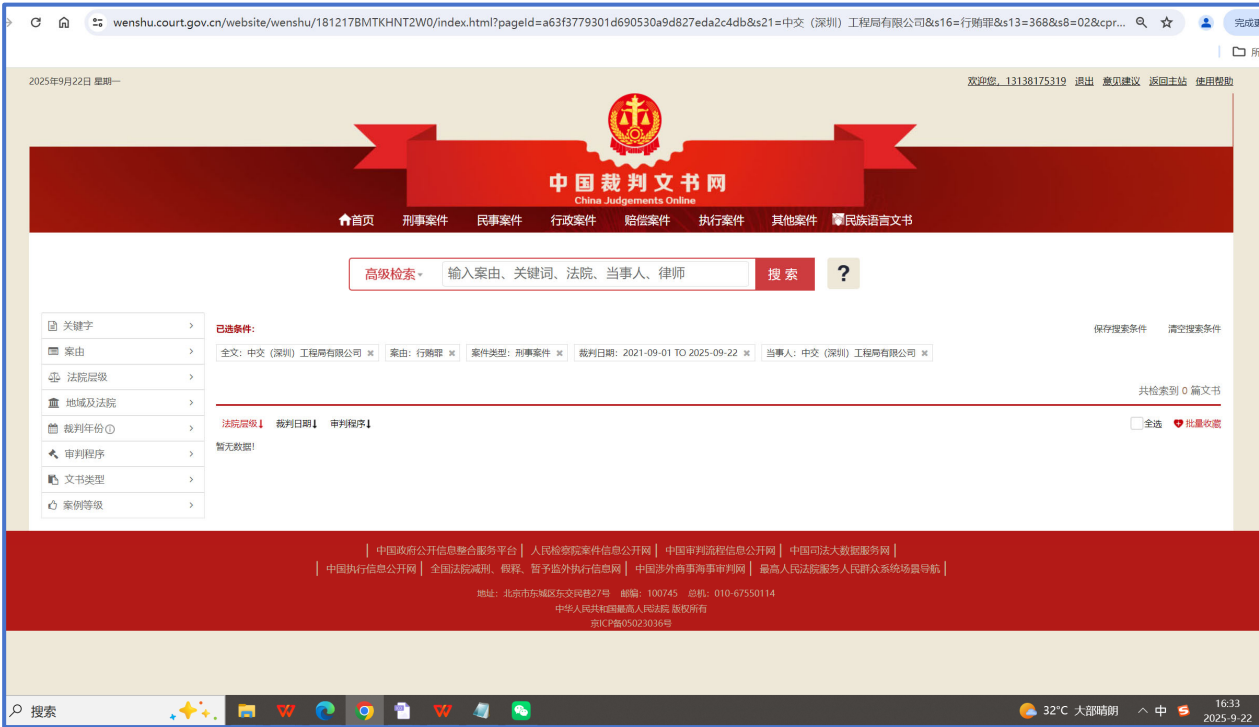 wenshu.court.gov.cn/website/wenshu/181217BMTKHNT2W0/index.html?pageId=a63f3779301d690530a9d827eda2c4db&s21=中交（深圳）工程局有限公司&s16=行贿罪&s13=368&s8=02&cpr...
完成更
所
2025年9月22日 星期一
欢迎您，13138175319 退出 意见建议 返回主站 使用帮助
中国裁判文书网
China Judgements Online
首页 刑事案件 民事案件 行政案件 赔偿案件 执行案件 其他案件 民族语言文书
高级检索 输入案由、关键词、法院、当事人、律师 搜索 ?
关键字
案由
法院层级
地域及法院
裁判年份
审判程序
文书类型
案例等级
已选条件： 保存搜索条件 清空搜索条件
全文：中交（深圳）工程局有限公司 案由：行贿罪 案件类型：刑事案件 裁判日期：2021-09-01 TO 2025-09-22 当事人：中交（深圳）工程局有限公司
共检索到 0 篇文书
法院层级 裁判日期 审判程序 全选 批量收藏
暂无数据!
中国政府公开信息整合服务平台 | 人民检察院案件信息公开网 | 中国审判流程信息公开网 | 中国司法大数据服务网 |
中国执行信息公开网 | 全国法院减刑、假释、暂予监外执行信息网 | 中国涉外商事海事审判网 | 最高人民法院服务人民群众系统场景导航 |
地址：北京市东城区东交民巷27号 邮编：100745 总机：010-67550114
中华人民共和国最高人民法院 版权所有
京ICP备05023036号
搜索
32°C 大部晴朗 中 16:33
2025-9-22